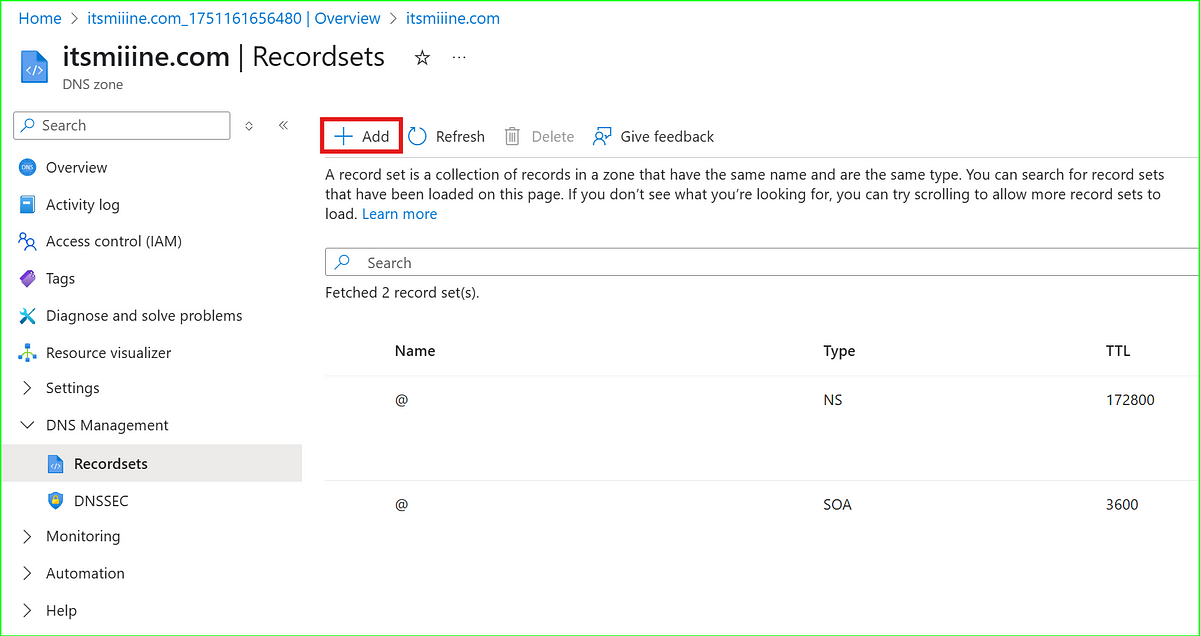 Home > itsmiiine.com_1751161656480 | Overview > itsmiiine.com
itsmiiine.com | Recordsets
DNS zone
Search
Overview
Activity log
Access control (IAM)
Tags
Diagnose and solve problems
Resource visualizer
Settings
DNS Management
Recordsets
DNSSEC
Monitoring
Automation
Help
Add Refresh Delete Give feedback
A record set is a collection of records in a zone that have the same name and are the same type. You can search for record sets
that have been loaded on this page. If you don’t see what you’re looking for, you can try scrolling to allow more record sets to
load. Learn more
Search
Fetched 2 record set(s).
Name Type TTL
@ NS 172800
@ SOA 3600